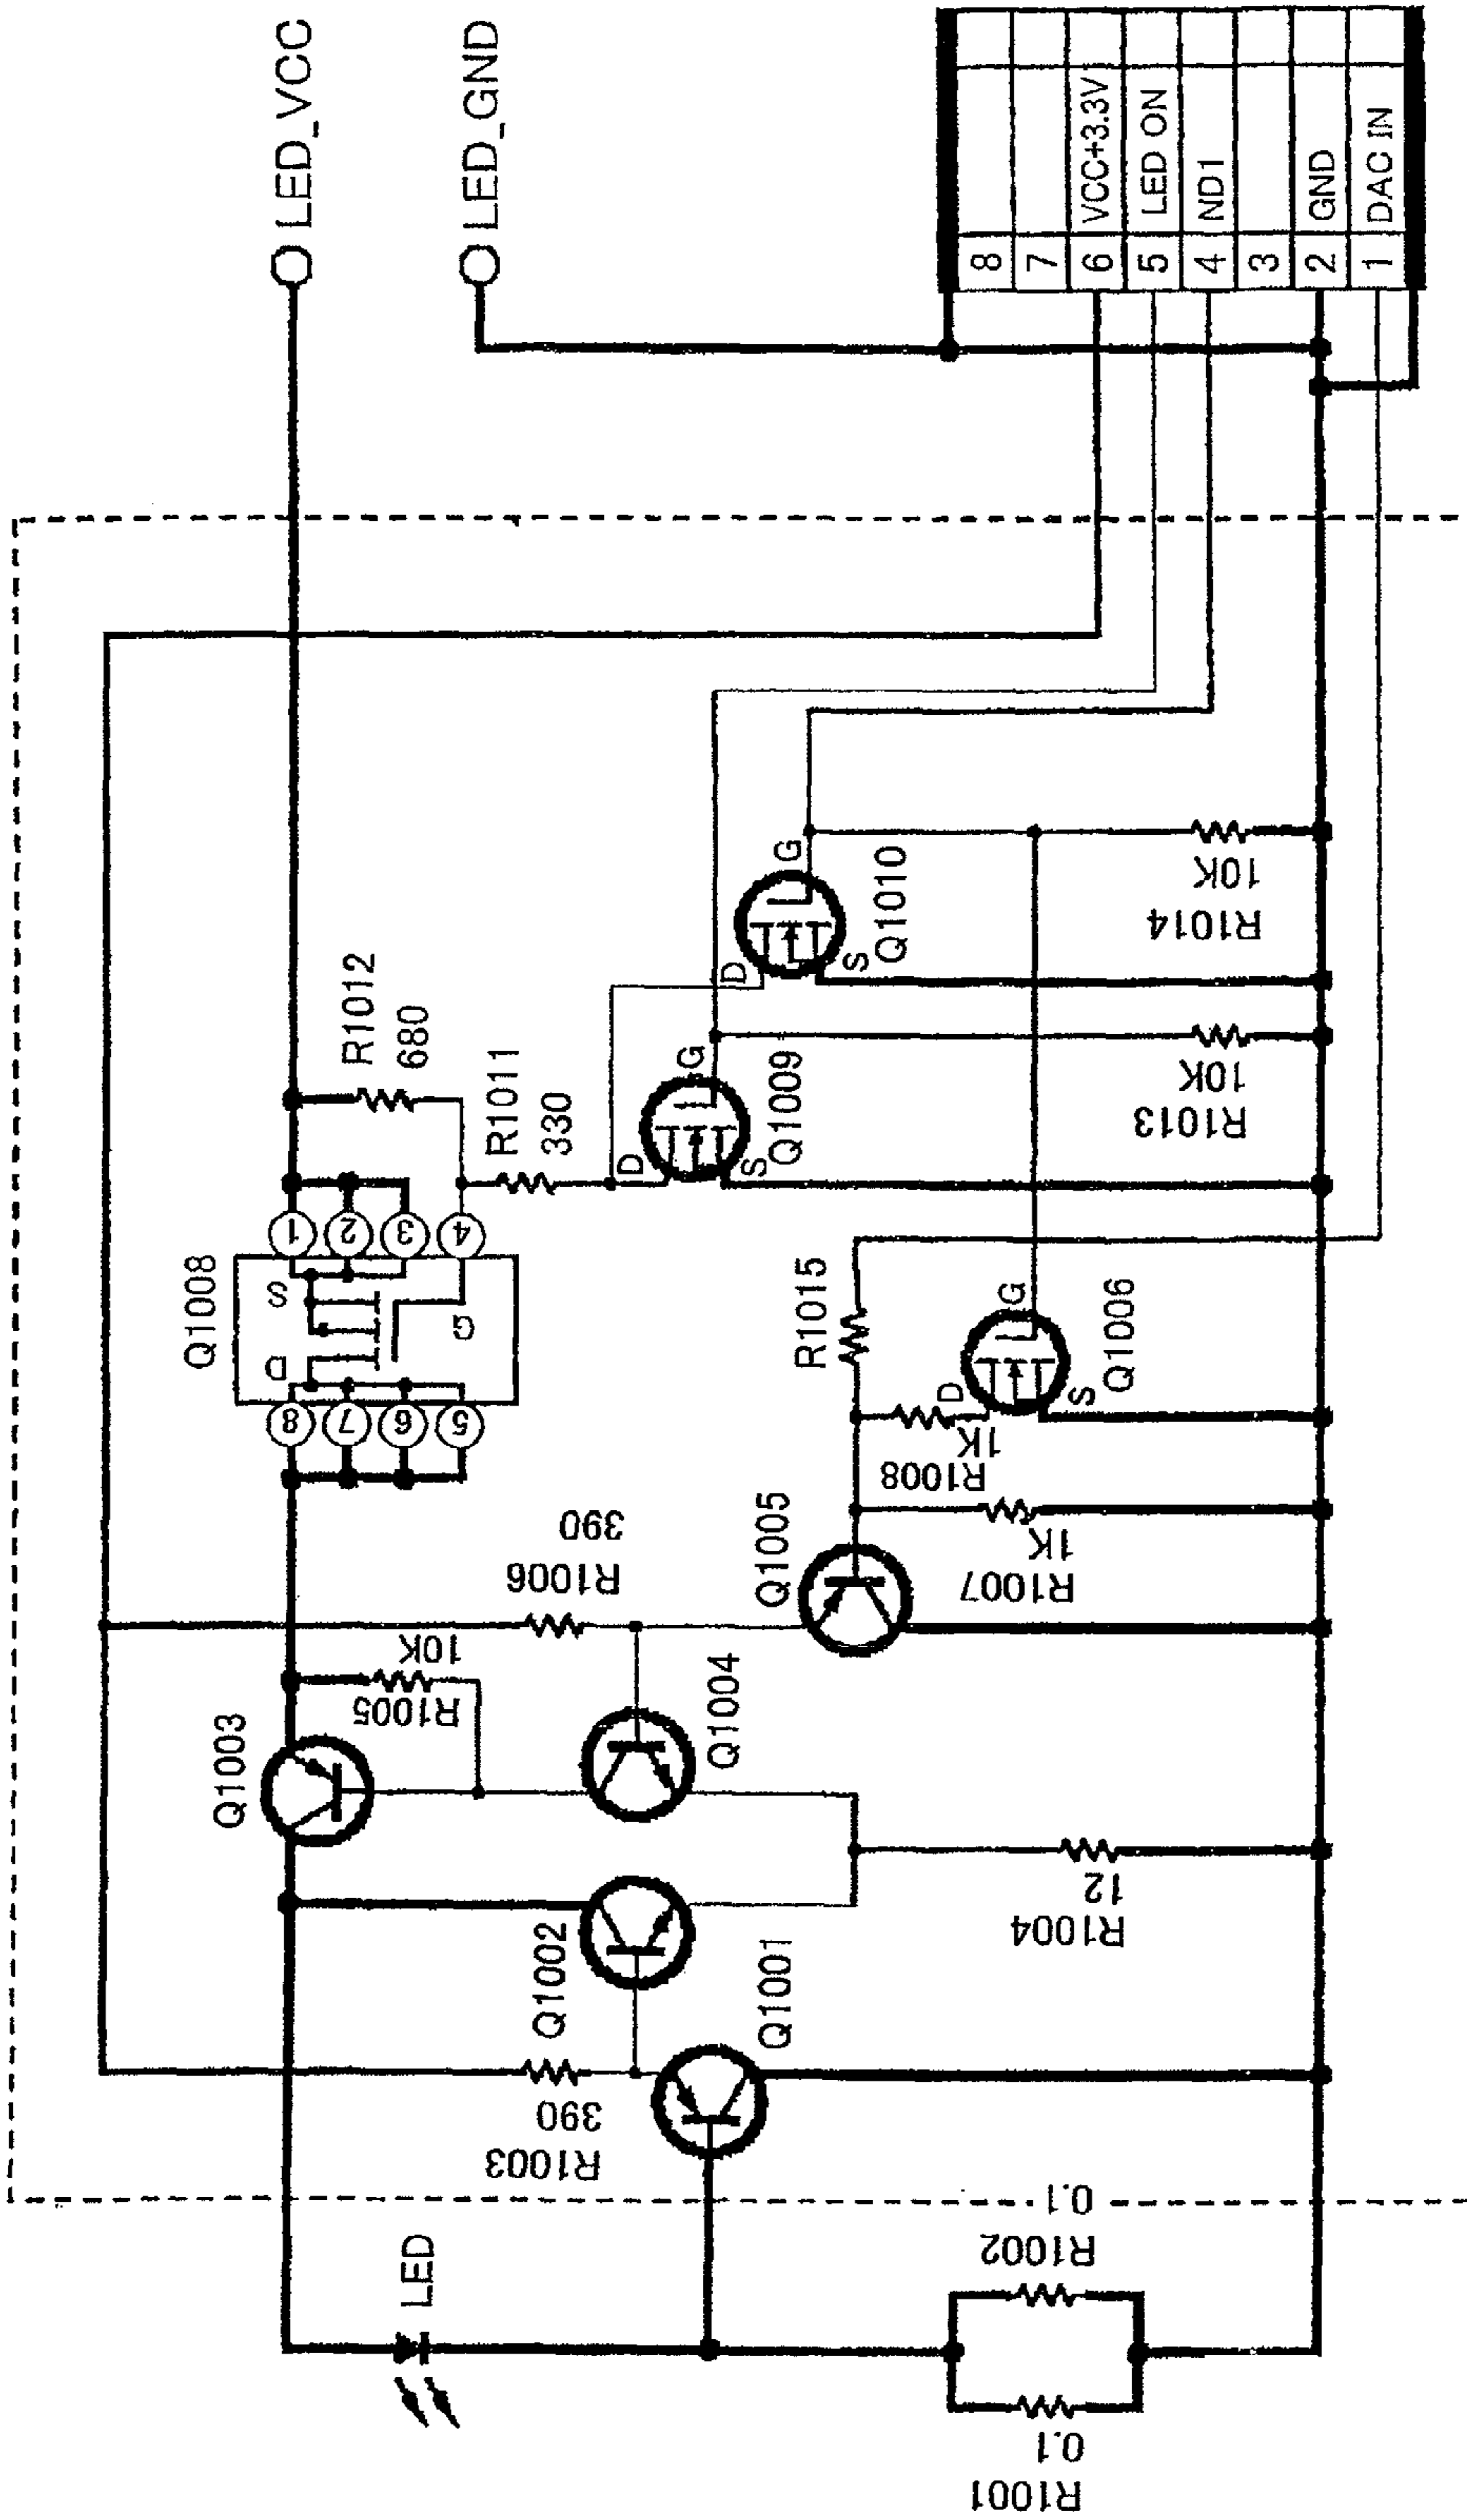 LED_VCC
LED_GND
8
7
6 VCC+3.3V
5 LED ON
4 ND1
3
2 GND
1 DAC IN
R1012
680
R1011
330
G
D
S
Q1010
10K
R1014
G
D
S
Q1009
10K
R1013
Q1008
1
2
3
4
S
G
D
8
7
6
5
R1015
G
D
S
Q1006
1K
R1008
1K
R1007
Q1005
390
R1006
10K
R1005
Q1003
Q1004
12
R1004
Q1002
Q1001
390
R1003
LED
0.1
R1002
0.1
R1001